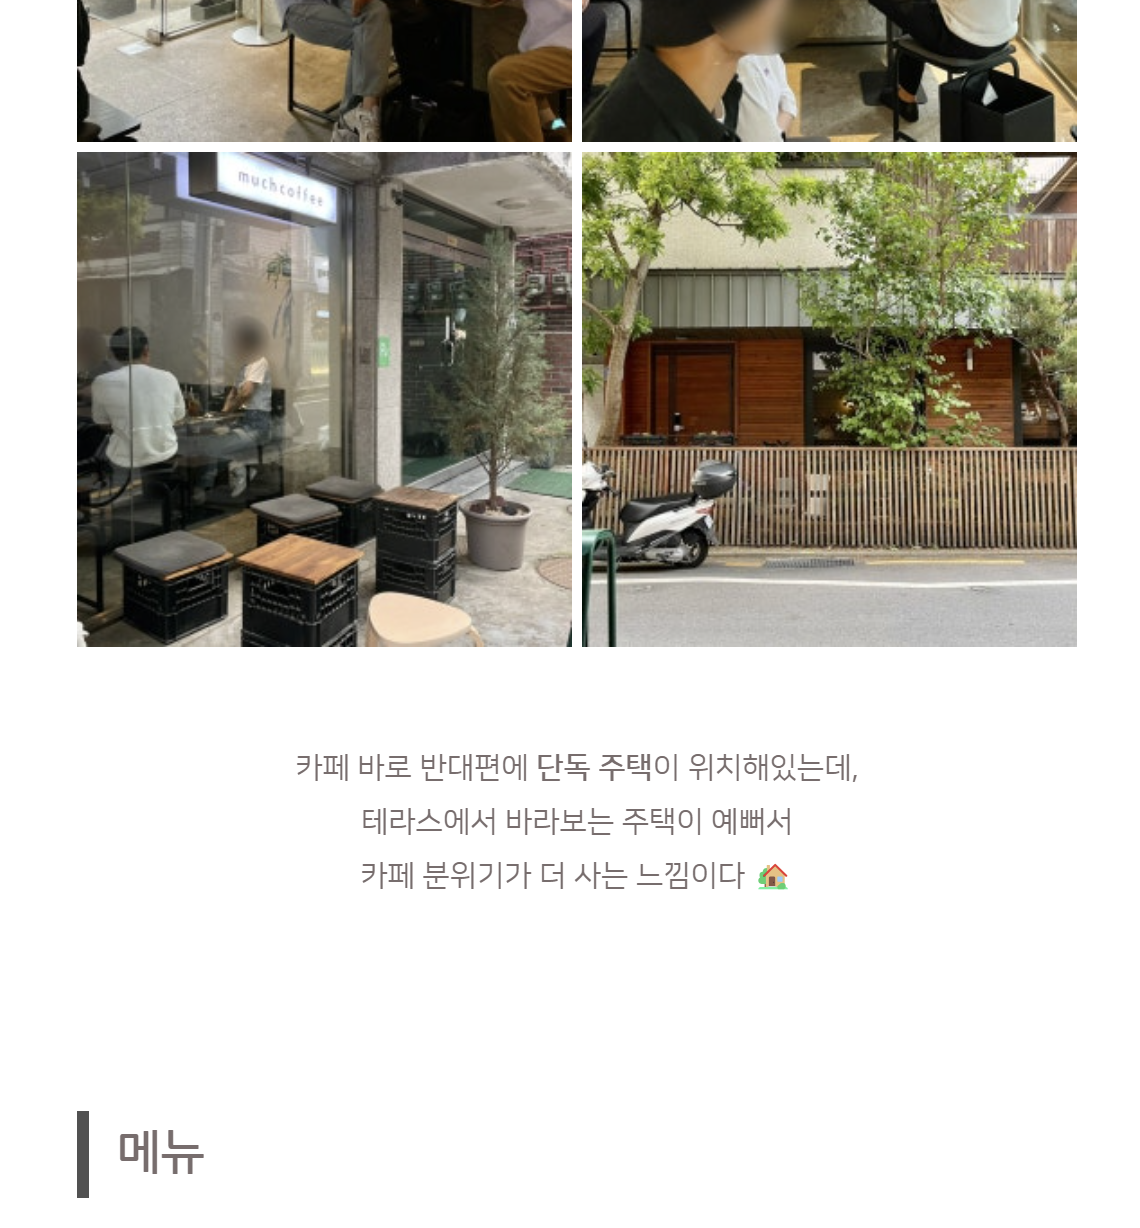 muchcoffee
카페 바로 반대편에 단독 주택이 위치해있는데,
테라스에서 바라보는 주택이 예뻐서
카페 분위기가 더 사는 느낌이다 🏡
메뉴